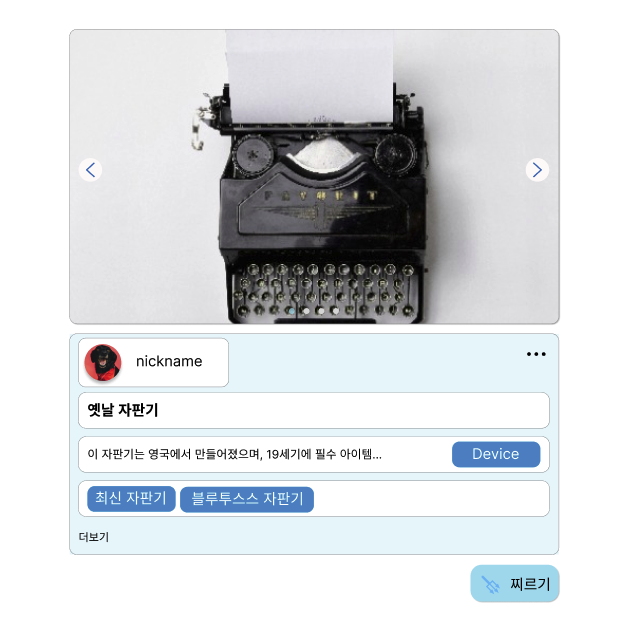 nickname
옛날 자판기
이 자판기는 영국에서 만들어졌으며, 19세기에 필수 아이템... Device
최신 자판기 블루투스스 자판기
더보기
찌르기